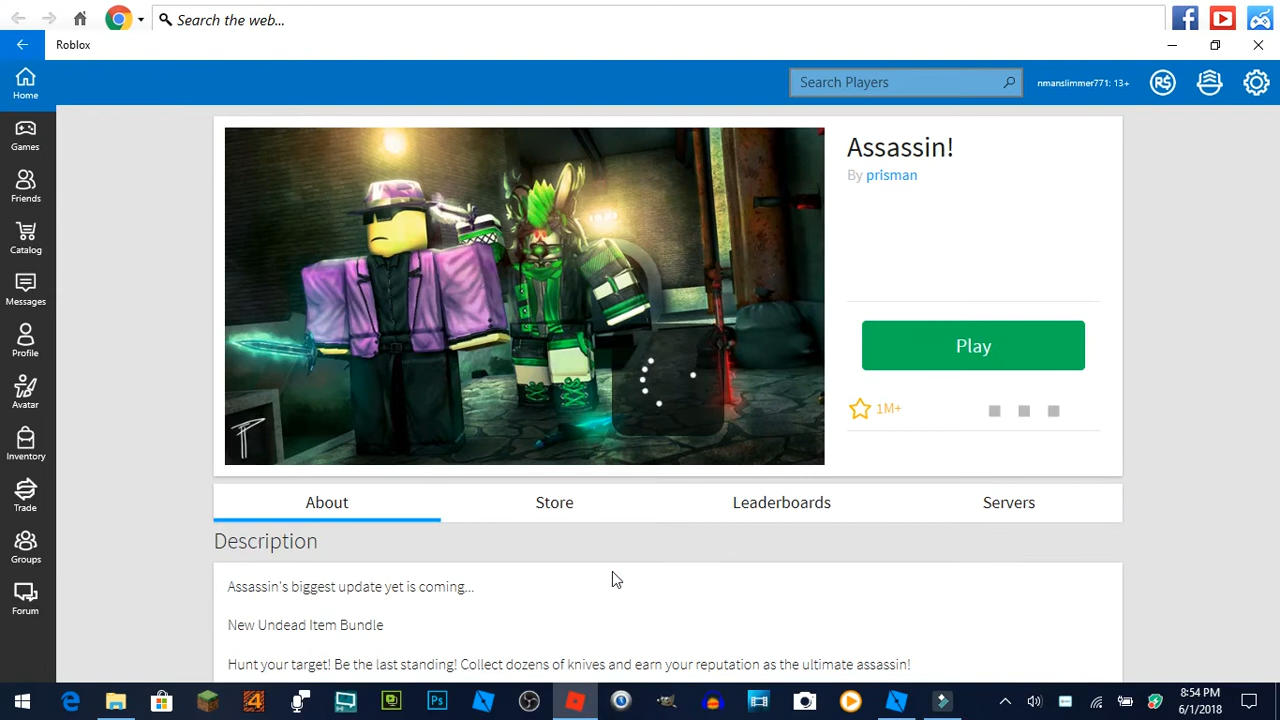 Search the web...
Roblox
Home
Search Players
nmanslimmer771: 13+
Games
Friends
Catalog
Messages
Profile
Avatar
Inventory
Trade
Groups
Forum
Assassin!
By prisman
Play
1M+
About
Store
Leaderboards
Servers
Description
Assassin's biggest update yet is coming...
New Undead Item Bundle
Hunt your target! Be the last standing! Collect dozens of knives and earn your reputation as the ultimate assassin!
8:54 PM
6/1/2018